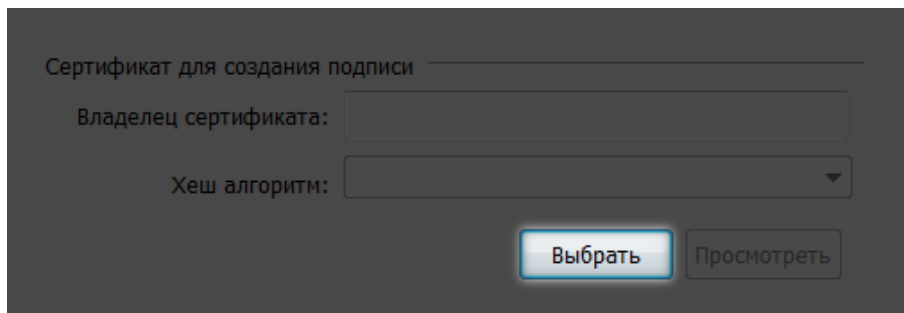 Сертификат для создания подписи
Владелец сертификата:
Хеш алгоритм:
Выбрать Просмотреть